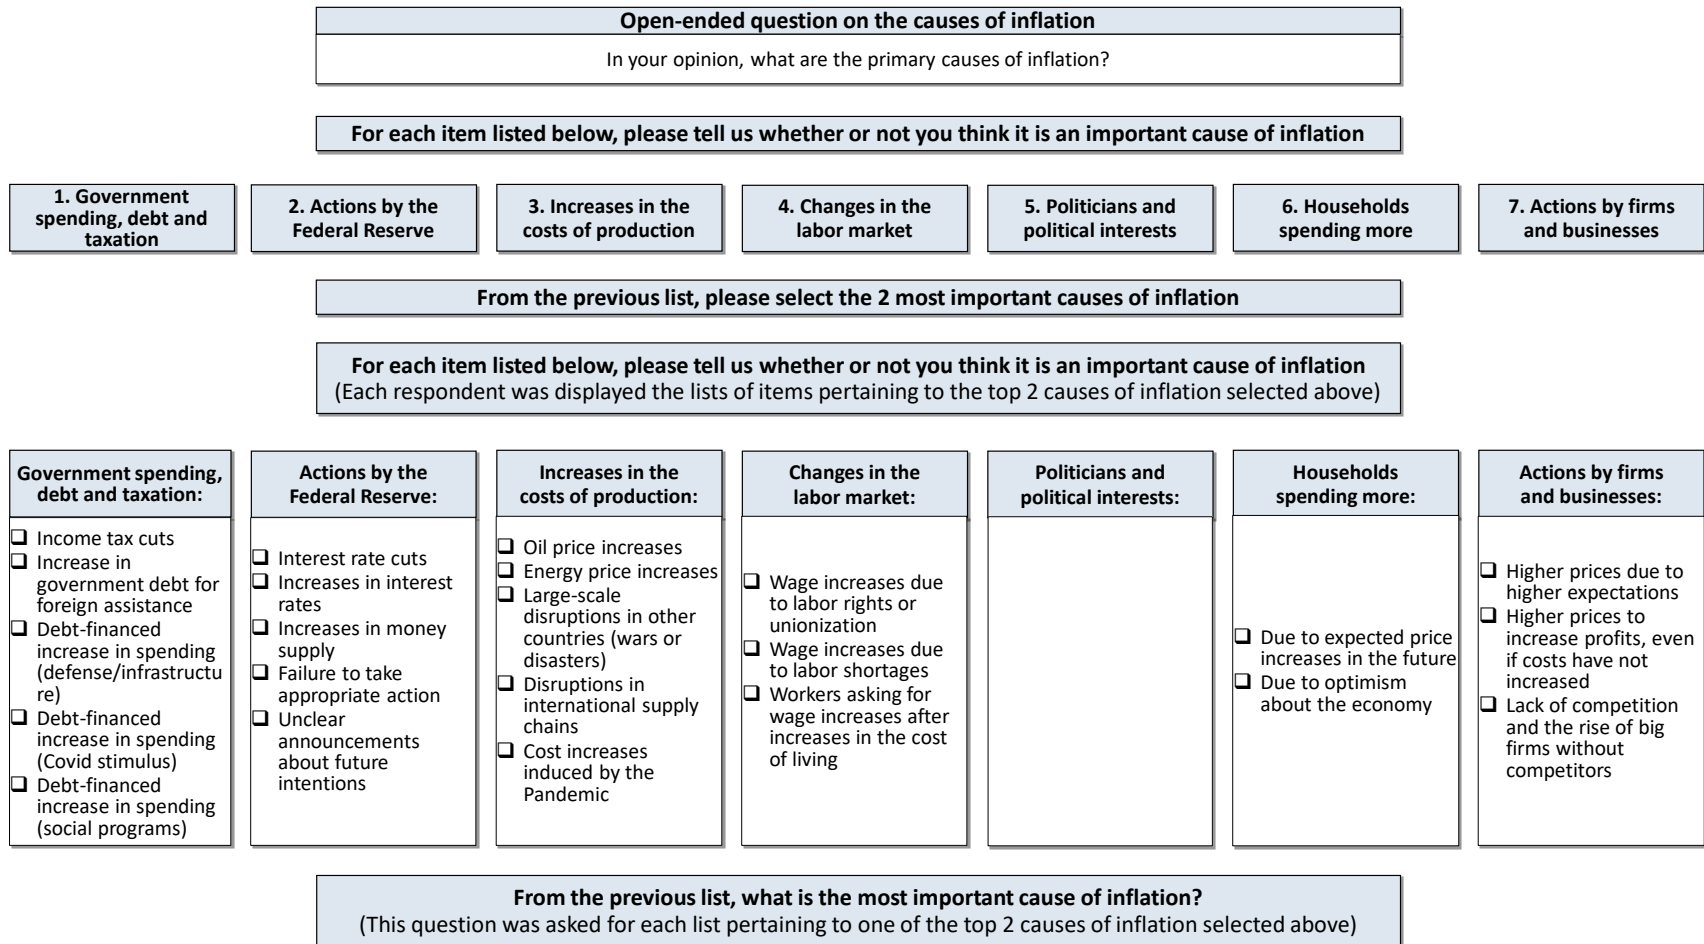 Open-ended question on the causes of inflation
In your opinion, what are the primary causes of inflation?
For each item listed below, please tell us whether or not you think it is an important cause of inflation
1. Government
spending, debt and
taxation
2. Actions by the
Federal Reserve
3. Increases in the
costs of production
4. Changes in the
labor market
5. Politicians and
political interests
6. Households
spending more
7. Actions by firms
and businesses
From the previous list, please select the 2 most important causes of inflation
For each item listed below, please tell us whether or not you think it is an important cause of inflation
(Each respondent was displayed the lists of items pertaining to the top 2 causes of inflation selected above)
Government spending,
debt and taxation:
❑ Income tax cuts
❑ Increase in
government debt for
foreign assistance
❑ Debt-financed
increase in spending
(defense/infrastructu
re)
❑ Debt-financed
increase in spending
(Covid stimulus)
❑ Debt-financed
increase in spending
(social programs)
Actions by the
Federal Reserve:
❑ Interest rate cuts
❑ Increases in interest
rates
❑ Increases in money
supply
❑ Failure to take
appropriate action
❑ Unclear
announcements
about future
intentions
Increases in the
costs of production:
❑ Oil price increases
❑ Energy price increases
❑ Large-scale
disruptions in other
countries (wars or
disasters)
❑ Disruptions in
international supply
chains
❑ Cost increases
induced by the
Pandemic
Changes in the
labor market:
❑ Wage increases due
to labor rights or
unionization
❑ Wage increases due
to labor shortages
❑ Workers asking for
wage increases after
increases in the cost
of living
Politicians and
political interests:
Households
spending more:
❑ Due to expected price
increases in the future
❑ Due to optimism
about the economy
Actions by firms
and businesses:
❑ Higher prices due to
higher expectations
❑ Higher prices to
increase profits, even
if costs have not
increased
❑ Lack of competition
and the rise of big
firms without
competitors
From the previous list, what is the most important cause of inflation?
(This question was asked for each list pertaining to one of the top 2 causes of inflation selected above)